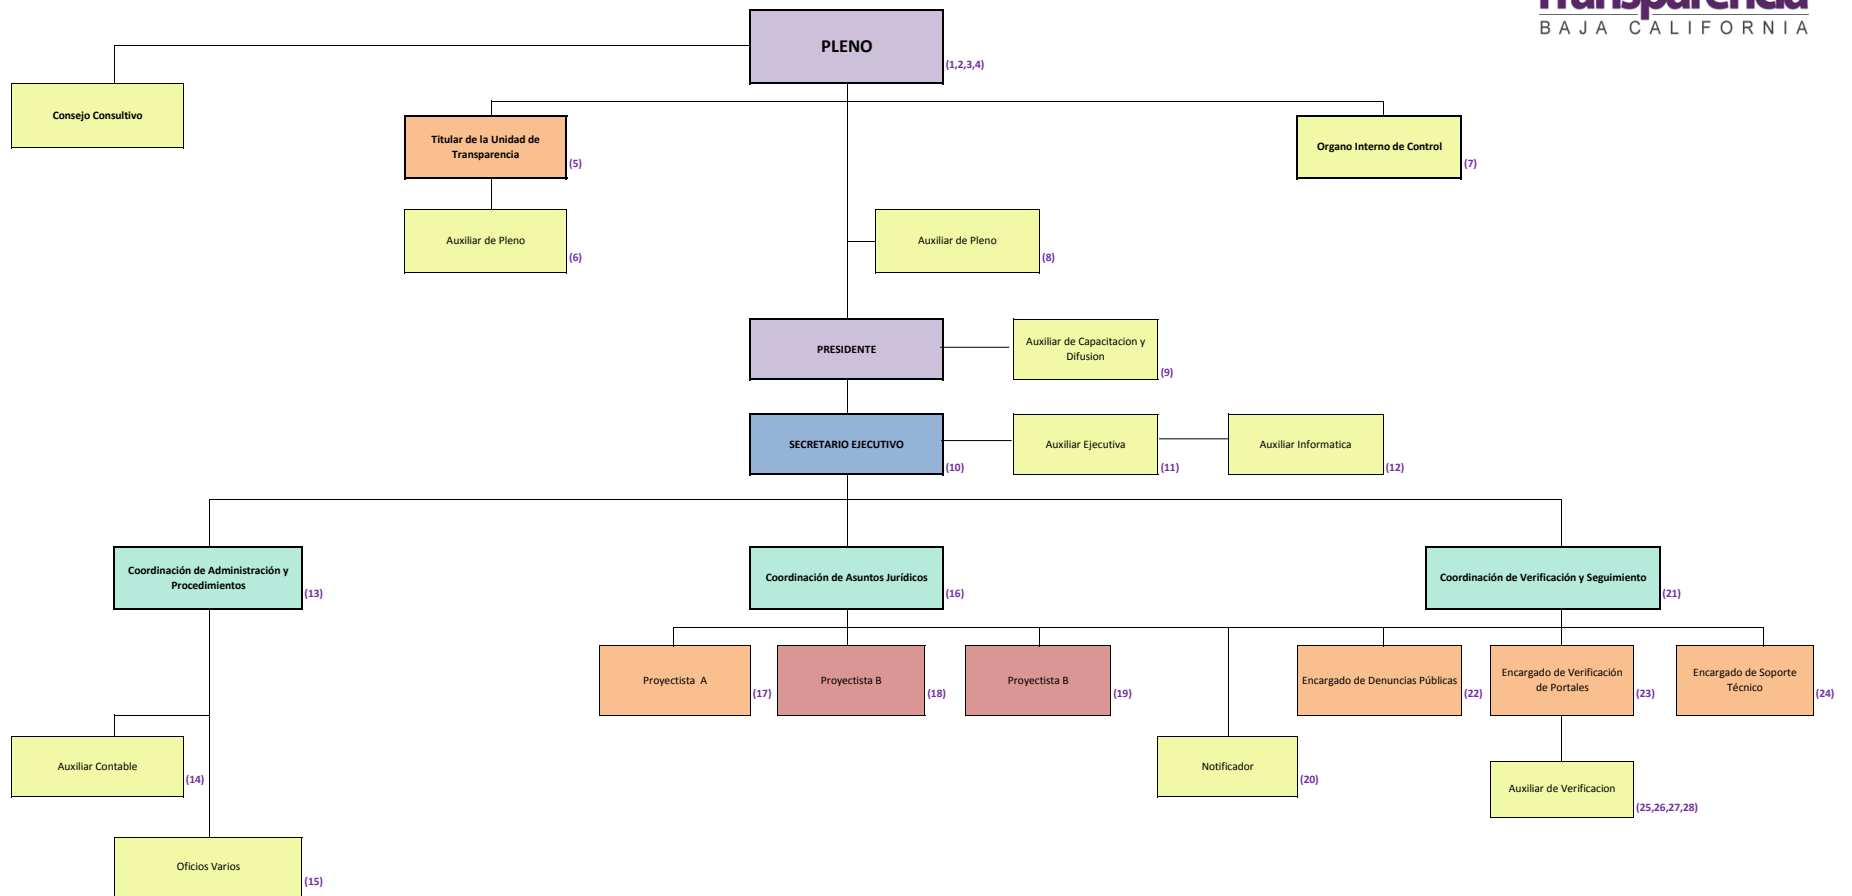 Transparencia
BAJA CALIFORNIA
PLENO
(1,2,3,4)
Consejo Consultivo
Titular de la Unidad de
Transparencia
(5)
Organo Interno de Control
(7)
Auxiliar de Pleno
(6)
Auxiliar de Pleno
(8)
PRESIDENTE
Auxiliar de Capacitacion y
Difusion
(9)
SECRETARIO EJECUTIVO
(10)
Auxiliar Ejecutiva
(11)
Auxiliar Informatica
(12)
Coordinación de Administración y
Procedimientos
(13)
Coordinación de Asuntos Jurídicos
(16)
Coordinación de Verificación y Seguimiento
(21)
Proyectista A
(17)
Proyectista B
(18)
Proyectista B
(19)
Encargado de Denuncias Públicas
(22)
Encargado de Verificación
de Portales
(23)
Encargado de Soporte
Técnico
(24)
Auxiliar Contable
(14)
Notificador
(20)
Auxiliar de Verificacion
(25,26,27,28)
Oficios Varios
(15)